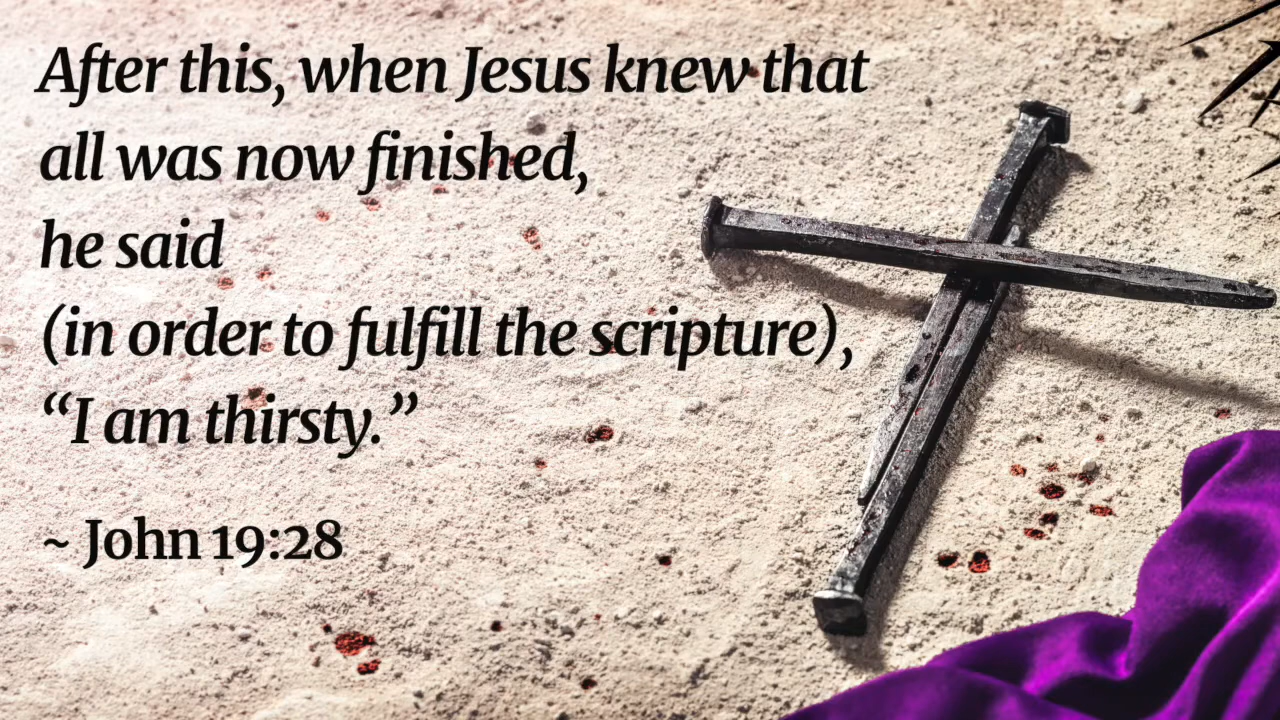 After this, when Jesus knew that
all was now finished,
he said
(in order to fulfill the scripture),
“I am thirsty.”
~ John 19:28